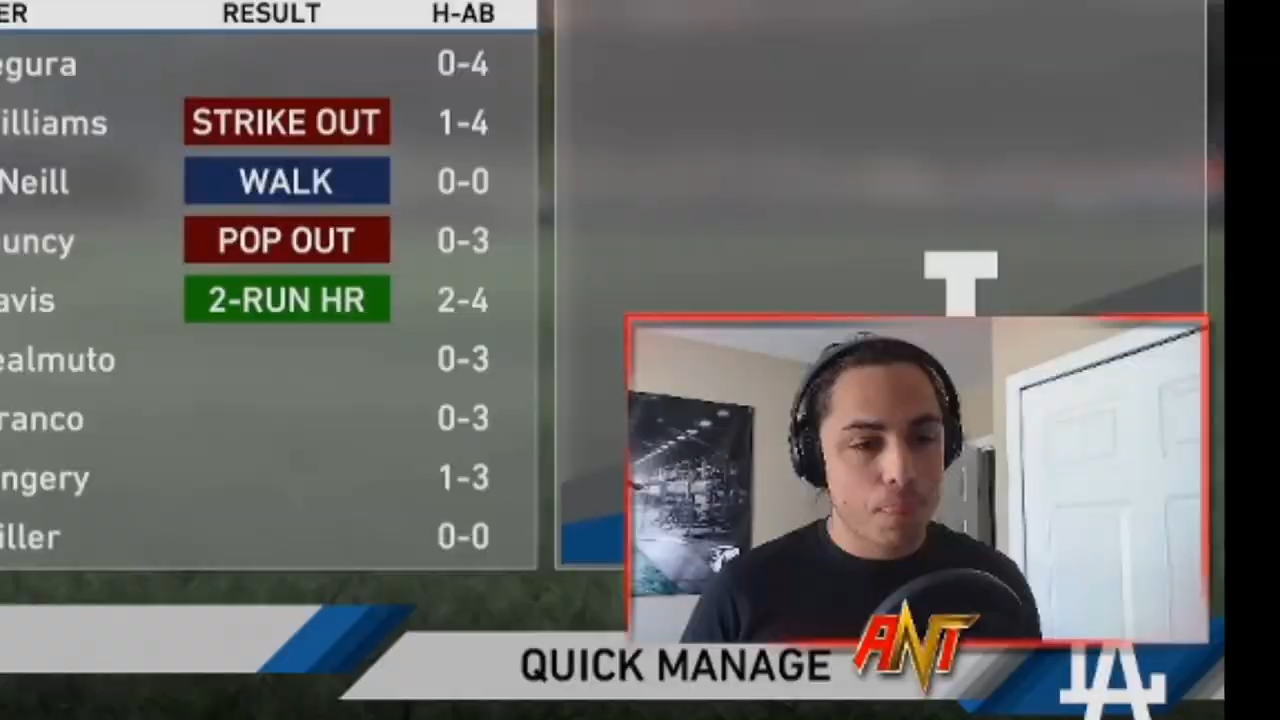 ER RESULT H-AB
egura 0-4
illiams STRIKE OUT 1-4
Neill WALK 0-0
uncy POP OUT 0-3
avis 2-RUN HR 2-4
ealmuto 0-3
ranco 0-3
ngery 1-3
iller 0-0
QUICK MANAGE
ANT
LA